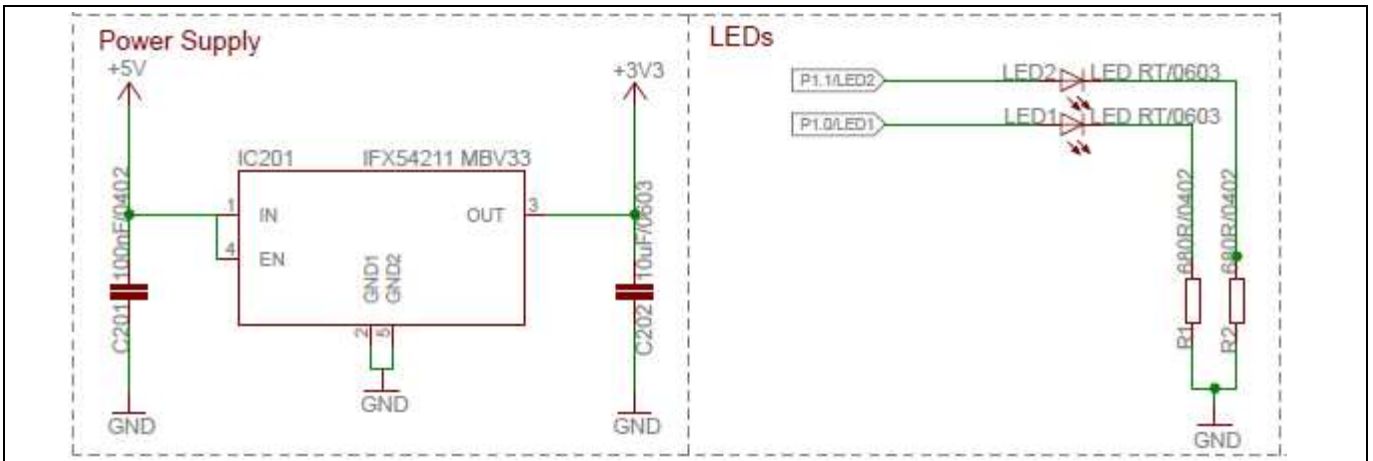 Power Supply
+5V
+3V3
IC201
IFX54211 MBV33
1
IN
OUT
3
4
EN
GND1
GND2
2
5
C201
100nF/0402
C202
10uF/0603
GND
GND
GND
LEDs
P1.1/LED2
LED2
LED RT/0603
P1.0/LED1
LED1
LED RT/0603
680R/0402
680R/0402
R1
R2
GND